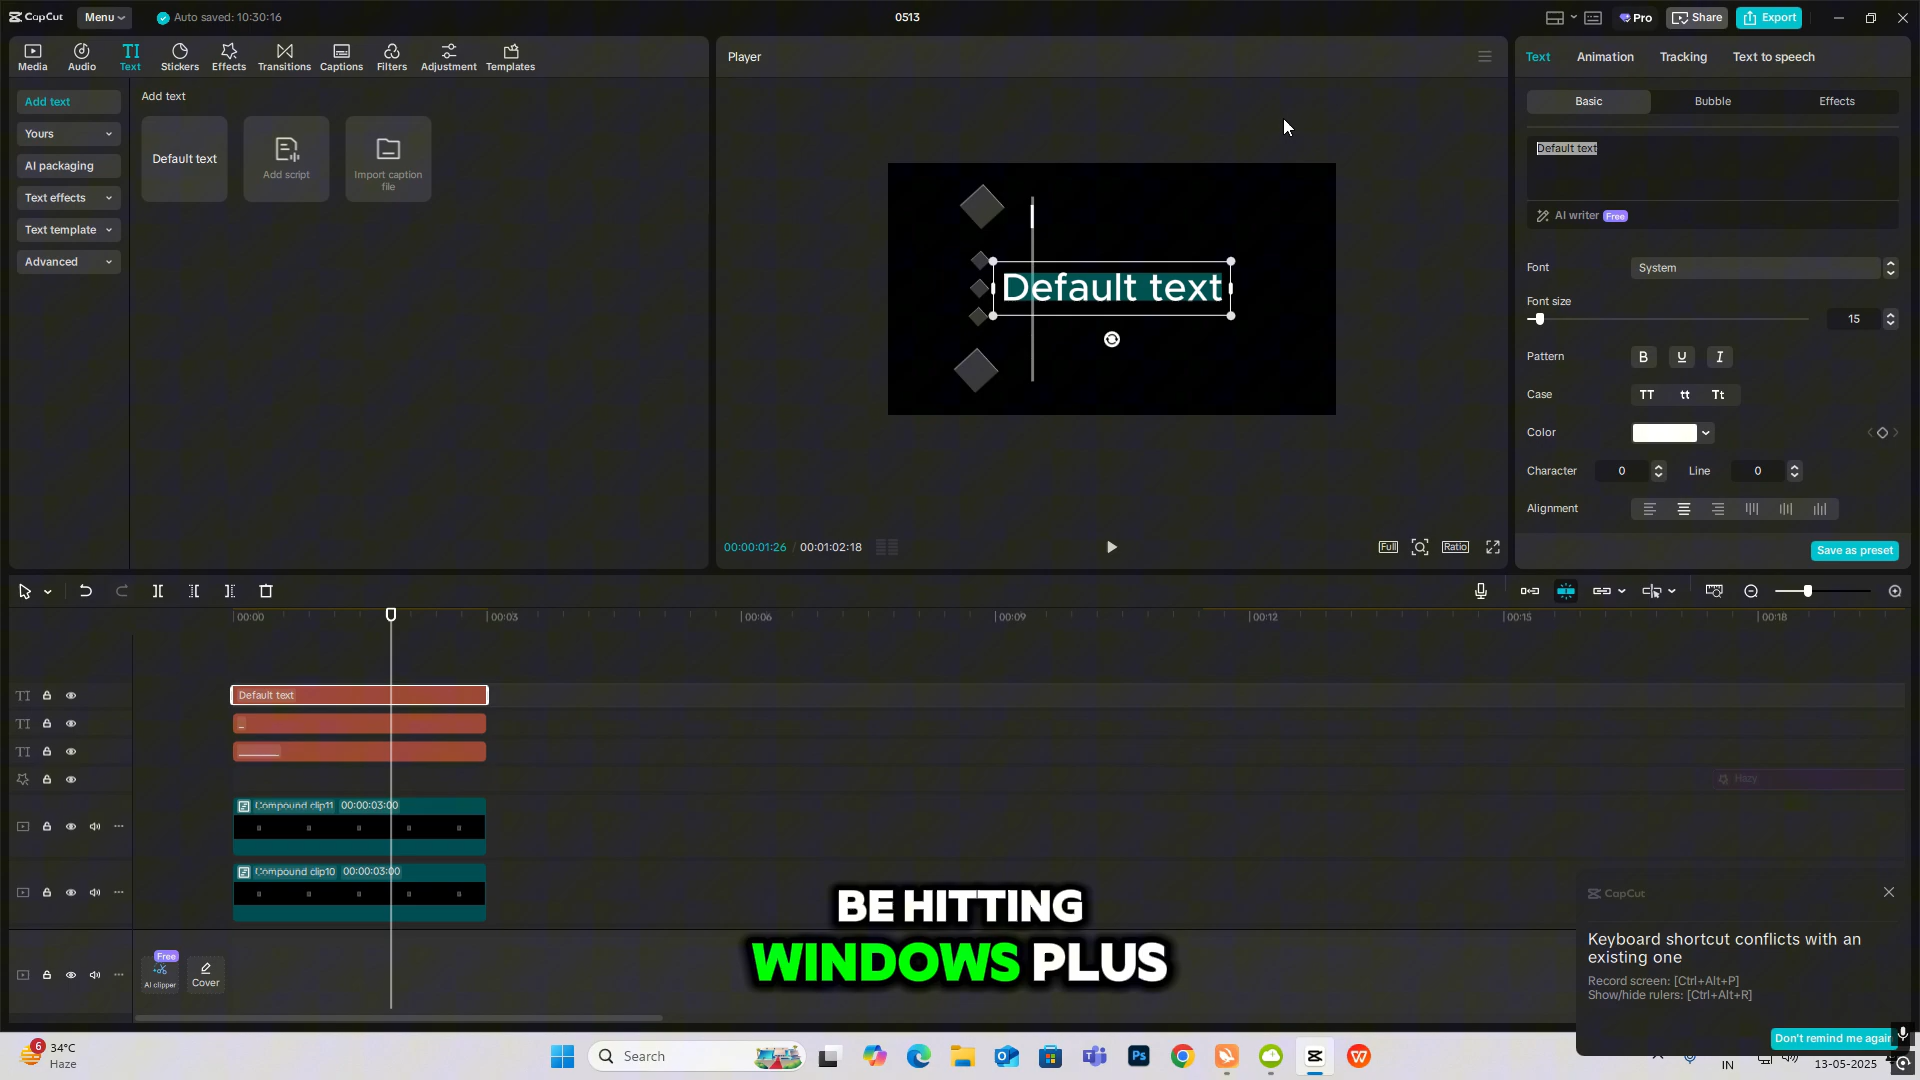 CapCut
Menu
Auto saved: 10:30:16
0513
Pro
Share
Export
Media
Audio
TI
Text
Stickers
Effects
Transitions
Captions
Filters
Adjustment
Templates
Player
Text
Animation
Tracking
Text to speech
Add text
Yours
AI packaging
Text effects
Text template
Advanced
Add text
Default text
Add script
Import caption
file
Default text
Basic
Bubble
Effects
Default text
AI writer
Free
Font
System
Font size
15
Pattern
B
U
I
Case
TT
tt
Tt
Color
Character
0
Line
0
Alignment
Save as preset
00:00:01:26 / 00:01:02:18
Full
Ratio
00:00
00:03
00:06
00:09
00:12
00:15
00:18
TI
Default text
TI
_
TI
Hazy
Compound clip11
00:00:03:00
Compound clip10
00:00:03:00
Free
AI clipper
Cover
BE HITTING
WINDOWS PLUS
CapCut
Keyboard shortcut conflicts with an
existing one
Record screen: [Ctrl+Alt+P]
Show/hide rulers: [Ctrl+Alt+R]
Don't remind me again
6
34°C
Haze
Search
Ps
W
IN
13-05-2025